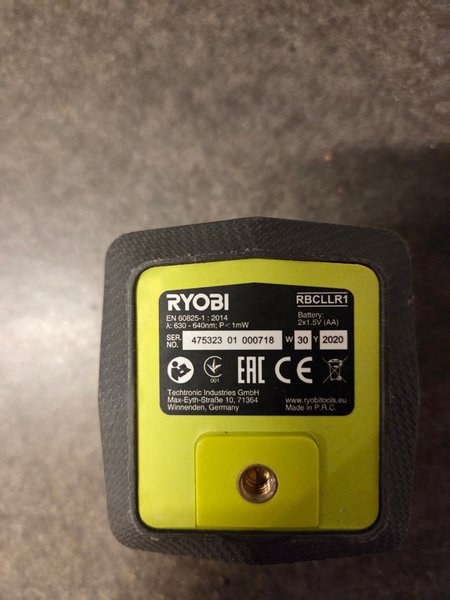 RYOBI RBCLLR1
EN 60825-1 : 2014
λ: 630 - 640nm; P<1mW
Battery:
2x1.5V (AA)
SER.
NO. 475323 01 000718 W 30 Y 2020
001
EAC CE
Techtronic Industries GmbH
Max-Eyth-Straße 10, 71364
Winnenden, Germany
www.ryobitools.eu
Made in P.R.C.